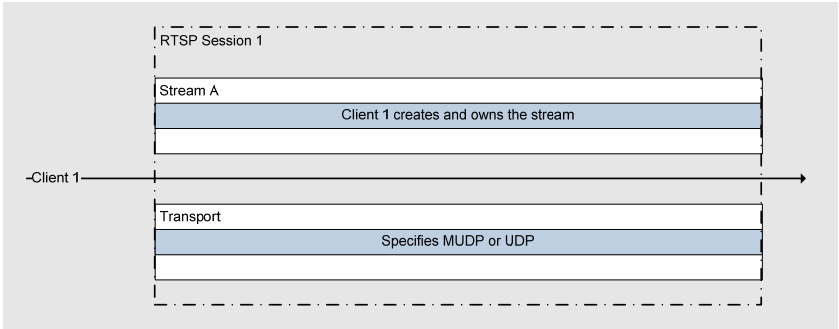 RTSP Session 1
Stream A
Client 1 creates and owns the stream
Client 1
Transport
Specifies MUDP or UDP